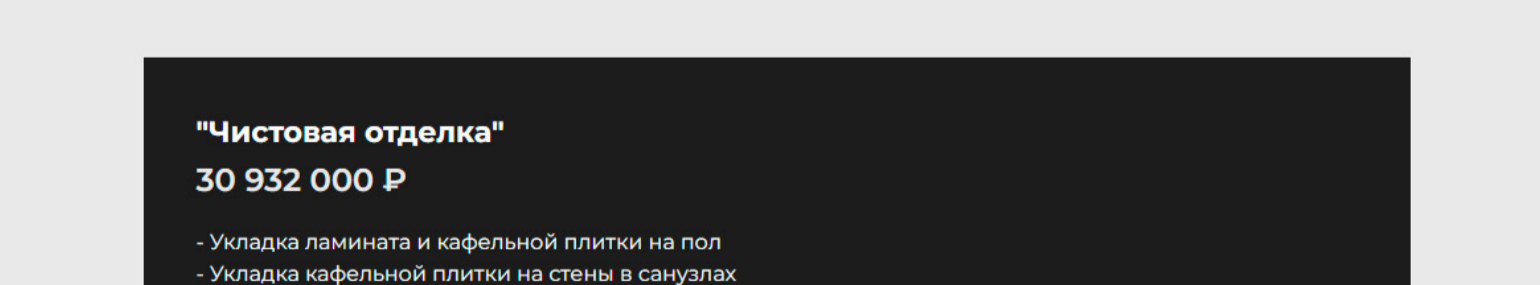 "Чистовая отделка"
30 932 000 ₽
- Укладка ламината и кафельной плитки на пол
- Укладка кафельной плитки на стены в санузлах